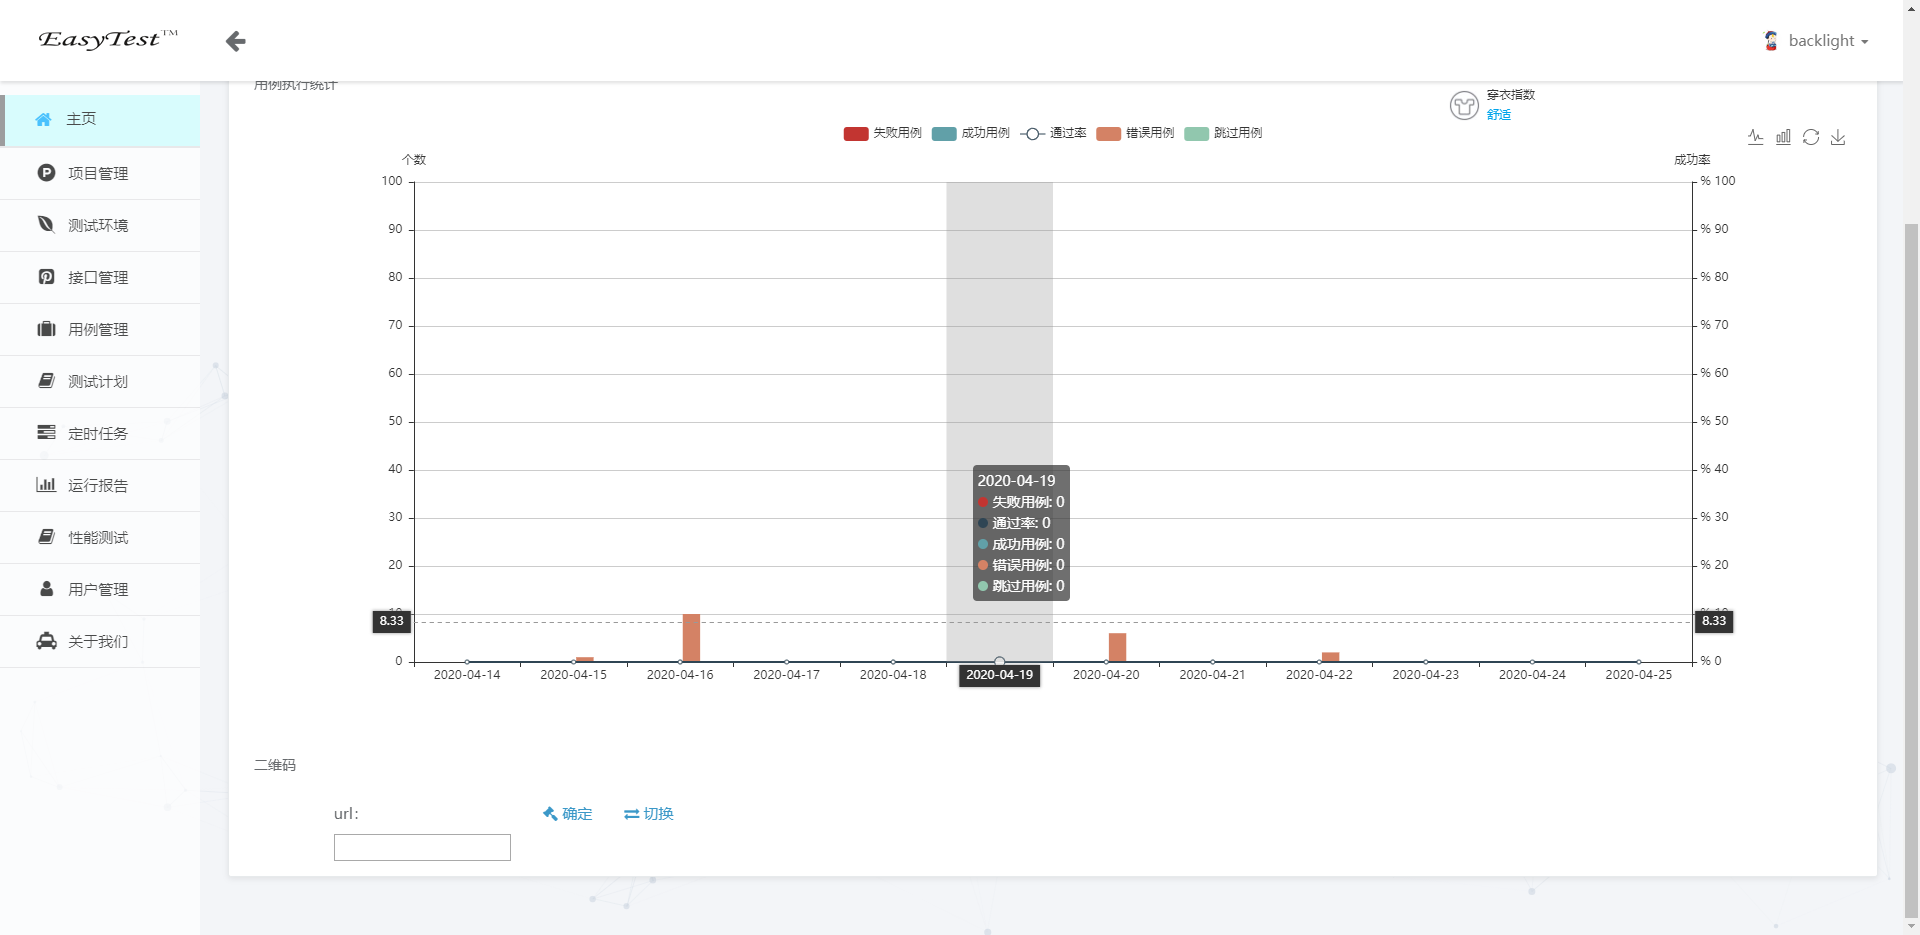 EasyTest™
backlight
主页
项目管理
测试环境
接口管理
用例管理
测试计划
定时任务
运行报告
性能测试
用户管理
关于我们
用例执行统计
穿衣指数
舒适
失败用例 成功用例 通过率 错误用例 跳过用例
个数
成功率
100
90
80
70
60
50
40
30
20
10
0
8.33
% 100
% 90
% 80
% 70
% 60
% 50
% 40
% 30
% 20
% 10
% 0
8.33
2020-04-19
失败用例: 0
通过率: 0
成功用例: 0
错误用例: 0
跳过用例: 0
2020-04-14 2020-04-15 2020-04-16 2020-04-17 2020-04-18 2020-04-19 2020-04-20 2020-04-21 2020-04-22 2020-04-23 2020-04-24 2020-04-25
二维码
url： 确定 切换